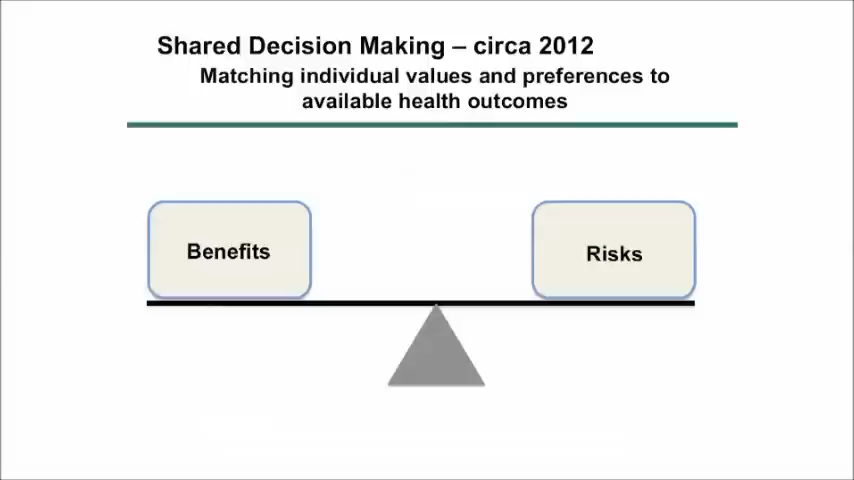 Shared Decision Making – circa 2012
Matching individual values and preferences to
available health outcomes
Benefits
Risks